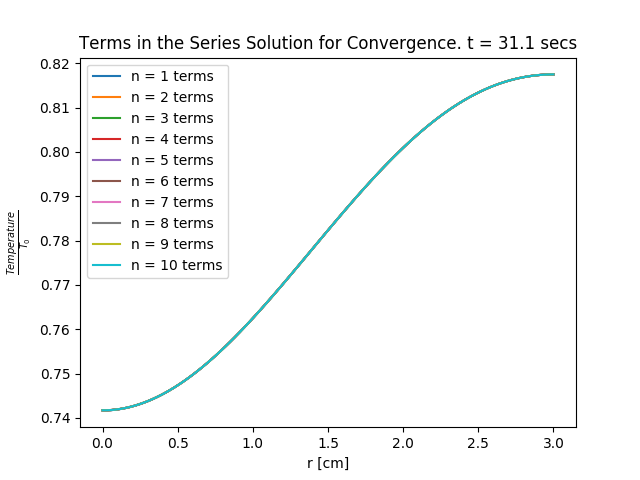 Terms in the Series Solution for Convergence. t = 31.1 secs
0.82
0.81
0.80
0.79
0.78
0.77
0.76
0.75
0.74
Temperature
T₀
n = 1 terms
n = 2 terms
n = 3 terms
n = 4 terms
n = 5 terms
n = 6 terms
n = 7 terms
n = 8 terms
n = 9 terms
n = 10 terms
0.0 0.5 1.0 1.5 2.0 2.5 3.0
r [cm]